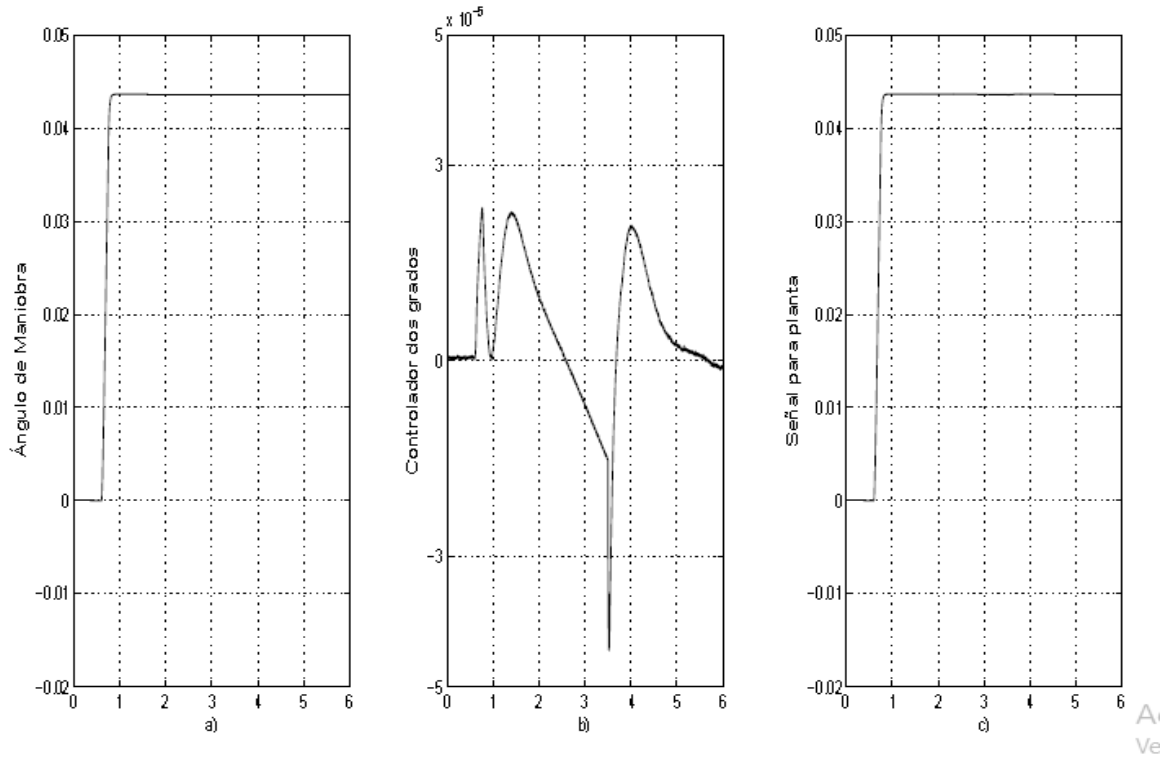 Ángulo de Maniobra
0.05
0.04
0.03
0.02
0.01
0
−0.01
−0.02
0 1 2 3 4 5 6
a)
Controlador dos grados
x 10⁻⁵
5
3
0
−3
−5
0 1 2 3 4 5 6
b)
Señal para planta
0.05
0.04
0.03
0.02
0.01
0
−0.01
−0.02
0 1 2 3 4 5 6
c)